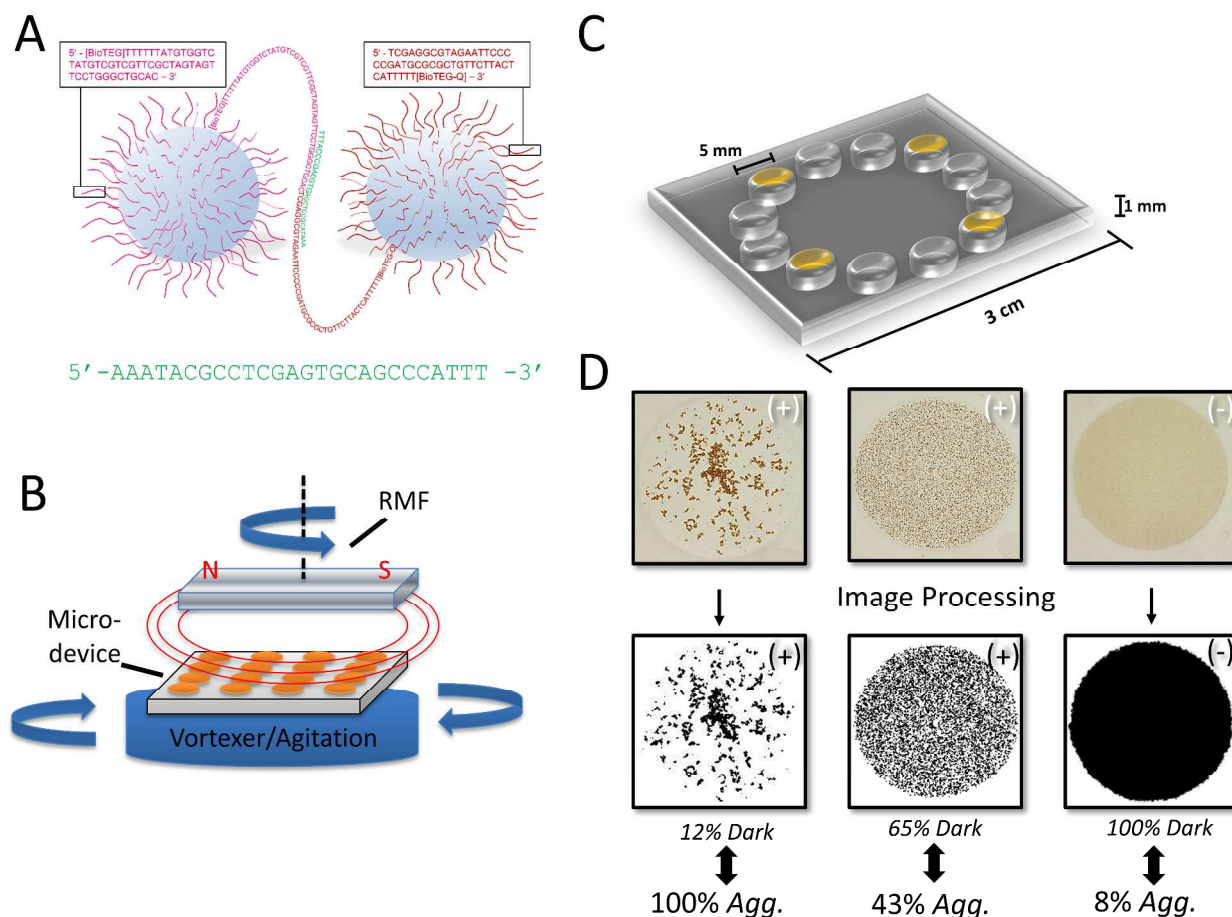 A
5' - [BioTEG]TTTTTTATGTGGTC
TATGTCGTCGTTCGCTAGTAGT
TCCTGGGCTGCAC – 3'
5' - TCGAGGCGTAGAATTCCCC
CCGATGCGCGCTGTTCTTACT
CATTTTT[BioTEG-Q] – 3'
5'-AAATACGCCTCGAGTGCAGCCCATTT -3'
B
RMF
N
S
Micro-
device
Vortexer/Agitation
C
5 mm
1 mm
3 cm
D
(+)
(+)
(-)
Image Processing
(+)
(+)
(-)
12% Dark
65% Dark
100% Dark
100% Agg.
43% Agg.
8% Agg.